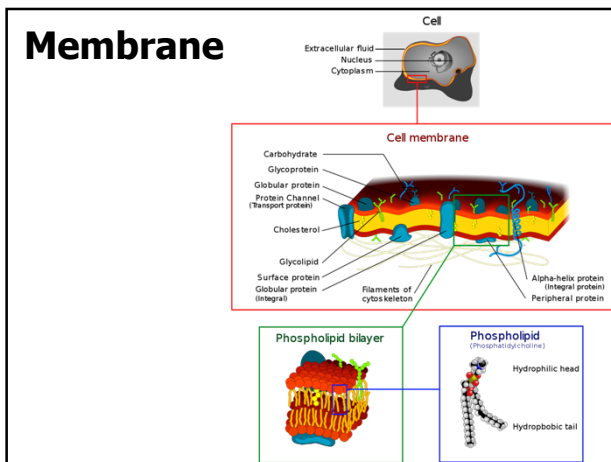 Membrane
Cell
Extracellular fluid
Nucleus
Cytoplasm
Cell membrane
Carbohydrate
Glycoprotein
Globular protein
Protein Channel
(Transport protein)
Cholesterol
Glycolipid
Surface protein
Globular protein
(Integral)
Filaments of
cytoskeleton
Alpha-helix protein
(Integral protein)
Peripheral protein
Phospholipid bilayer
Phospholipid
(Phosphatidylcholine)
Hydrophilic head
Hydropbobic tail